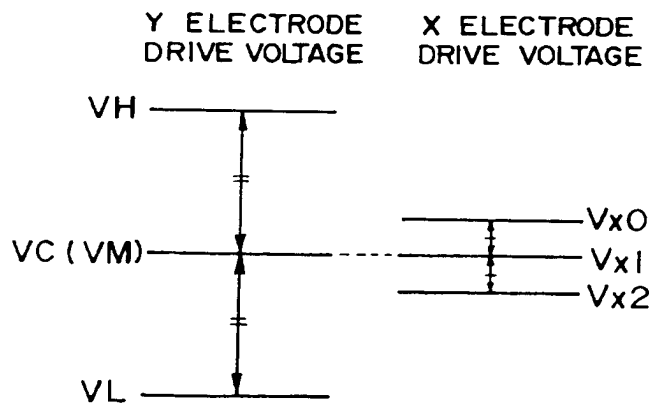 Y ELECTRODE
DRIVE VOLTAGE
X ELECTRODE
DRIVE VOLTAGE
VH
Vx0
VC (VM)
Vx1
Vx2
VL